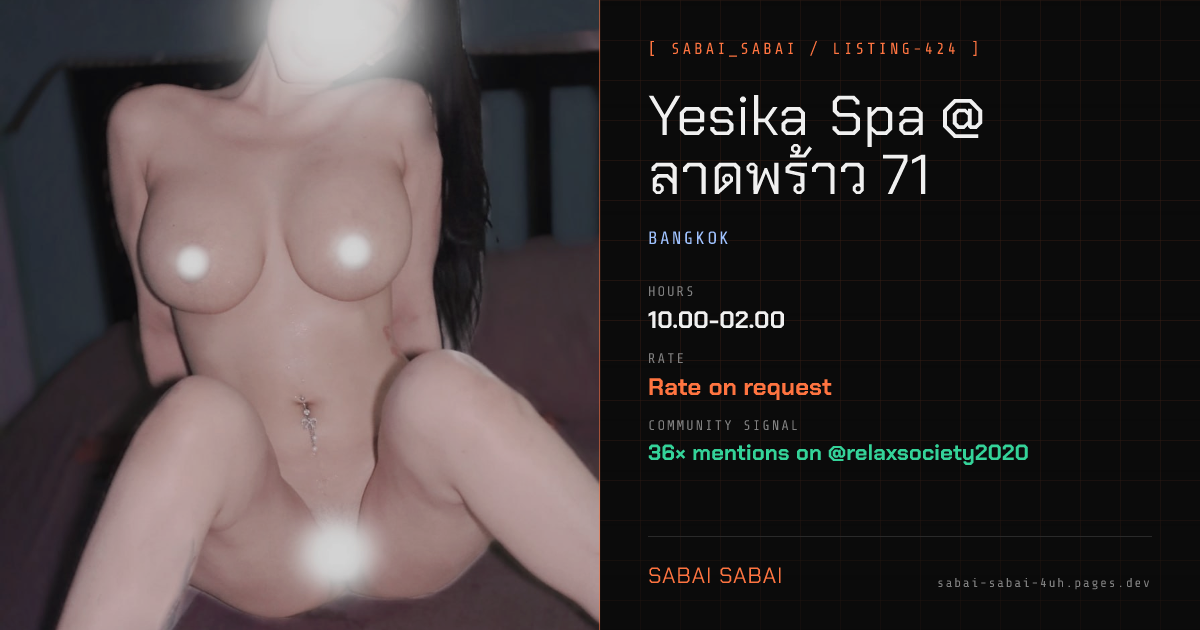 [ SABAI_SABAI / LISTING-424 ]
Yesika Spa @
ลาดพร้าว 71
BANGKOK
HOURS
10.00-02.00
RATE
Rate on request
COMMUNITY SIGNAL
36× mentions on @relaxsociety2020
SABAI SABAI
sabai-sabai-4uh.pages.dev